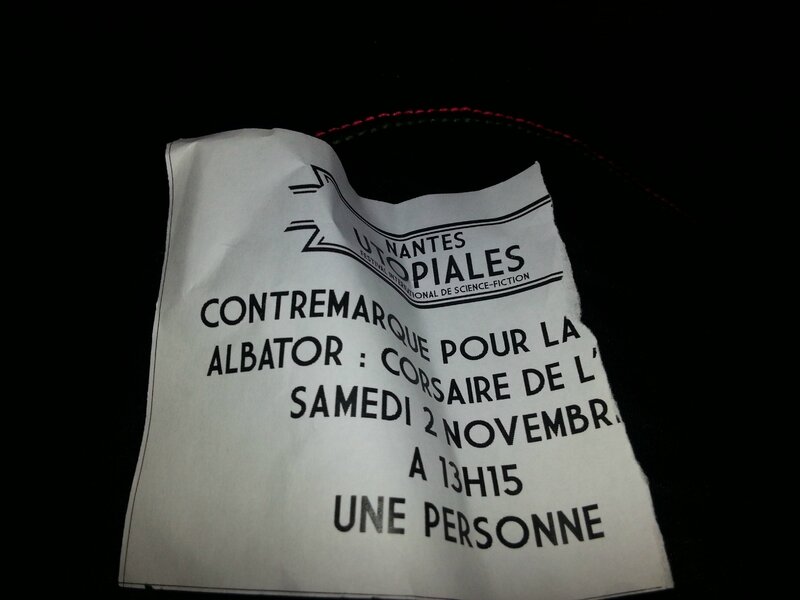 NANTES
UTOPIALES
FESTIVAL INTERNATIONAL DE SCIENCE-FICTION
CONTREMARQUE POUR LA
ALBATOR : CORSAIRE DE L'
SAMEDI 2 NOVEMBR
A 13H15
UNE PERSONNE